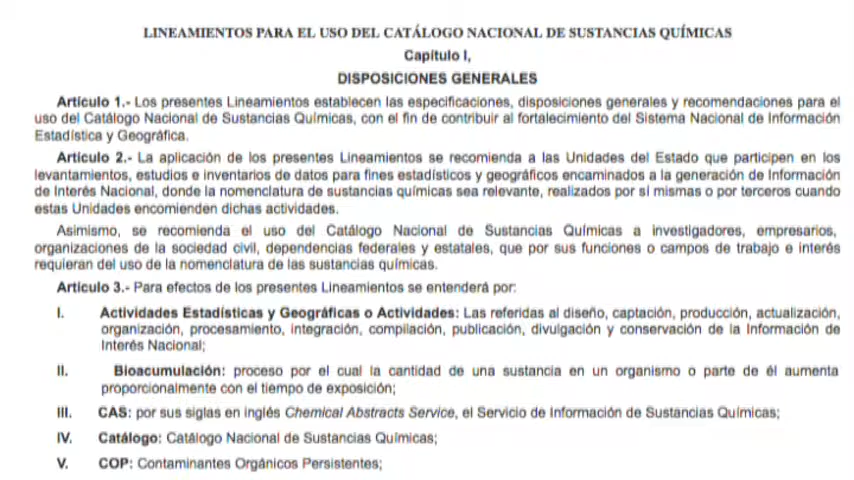 LINEAMIENTOS PARA EL USO DEL CATÁLOGO NACIONAL DE SUSTANCIAS QUÍMICAS
Capítulo I,
DISPOSICIONES GENERALES
Artículo 1.- Los presentes Lineamientos establecen las especificaciones, disposiciones generales y recomendaciones para el
uso del Catálogo Nacional de Sustancias Químicas, con el fin de contribuir al fortalecimiento del Sistema Nacional de Información
Estadística y Geográfica.
Artículo 2.- La aplicación de los presentes Lineamientos se recomienda a las Unidades del Estado que participen en los
levantamientos, estudios e inventarios de datos para fines estadísticos y geográficos encaminados a la generación de Información
de Interés Nacional, donde la nomenclatura de sustancias químicas sea relevante, realizados por sí mismas o por terceros cuando
estas Unidades encomienden dichas actividades.
Asimismo, se recomienda el uso del Catálogo Nacional de Sustancias Químicas a investigadores, empresarios,
organizaciones de la sociedad civil, dependencias federales y estatales, que por sus funciones o campos de trabajo e interés
requieran del uso de la nomenclatura de las sustancias químicas.
Artículo 3.- Para efectos de los presentes Lineamientos se entenderá por:
I. Actividades Estadísticas y Geográficas o Actividades: Las referidas al diseño, captación, producción, actualización,
organización, procesamiento, integración, compilación, publicación, divulgación y conservación de la Información de
Interés Nacional;
II. Bioacumulación: proceso por el cual la cantidad de una sustancia en un organismo o parte de él aumenta
proporcionalmente con el tiempo de exposición;
III. CAS: por sus siglas en inglés Chemical Abstracts Service, el Servicio de Información de Sustancias Químicas;
IV. Catálogo: Catálogo Nacional de Sustancias Químicas;
V. COP: Contaminantes Orgánicos Persistentes;